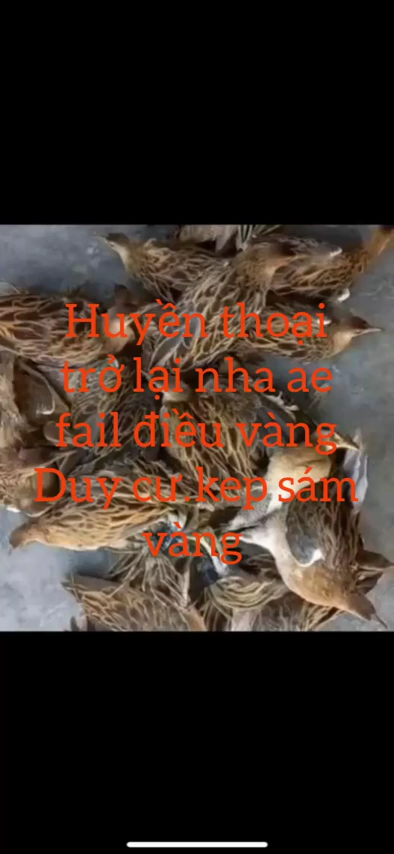 Huyền thoại
trở lại nha ae
fail điều vàng
Duy cư.kep sám
vàng